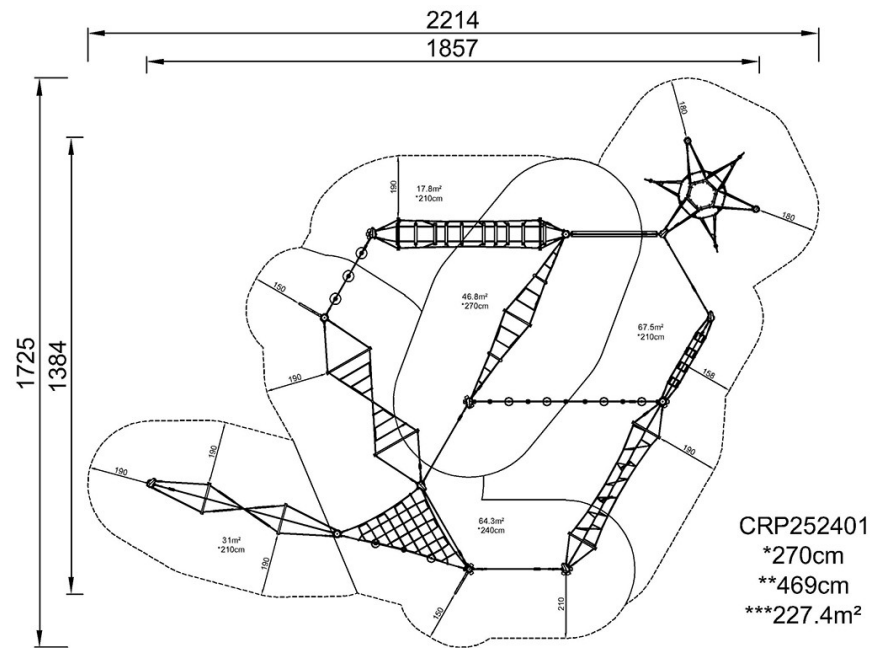 2214
1857
1725
1384
180
180
190
17.8m²
*210cm
150
46.8m²
*270cm
67.5m²
*210cm
190
158
190
190
190
64.3m²
*240cm
31m²
*210cm
190
150
210
CRP252401
*270cm
**469cm
***227.4m²